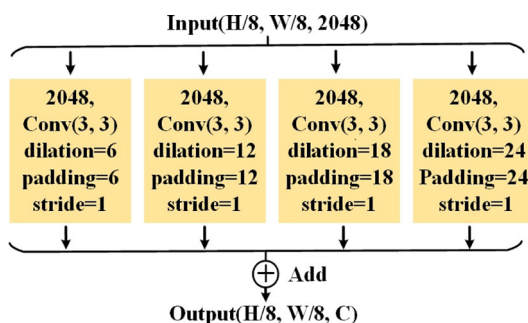 Input(H/8, W/8, 2048)
2048,
Conv(3, 3)
dilation=6
padding=6
stride=1
2048,
Conv(3, 3)
dilation=12
padding=12
stride=1
2048,
Conv(3, 3)
dilation=18
padding=18
stride=1
2048,
Conv(3, 3)
dilation=24
Padding=24
stride=1
Add
Output(H/8, W/8, C)